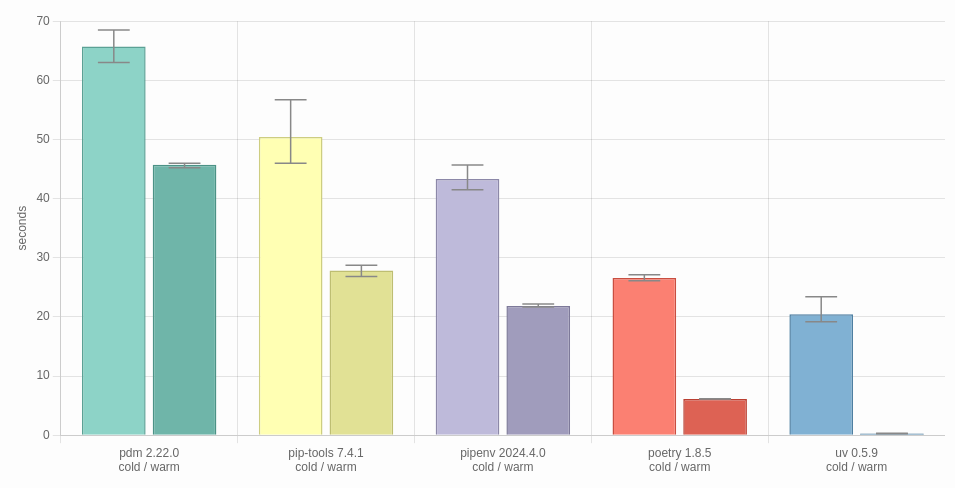 70
60
50
40
30
20
10
0
seconds
pdm 2.22.0
cold / warm
pip-tools 7.4.1
cold / warm
pipenv 2024.4.0
cold / warm
poetry 1.8.5
cold / warm
uv 0.5.9
cold / warm